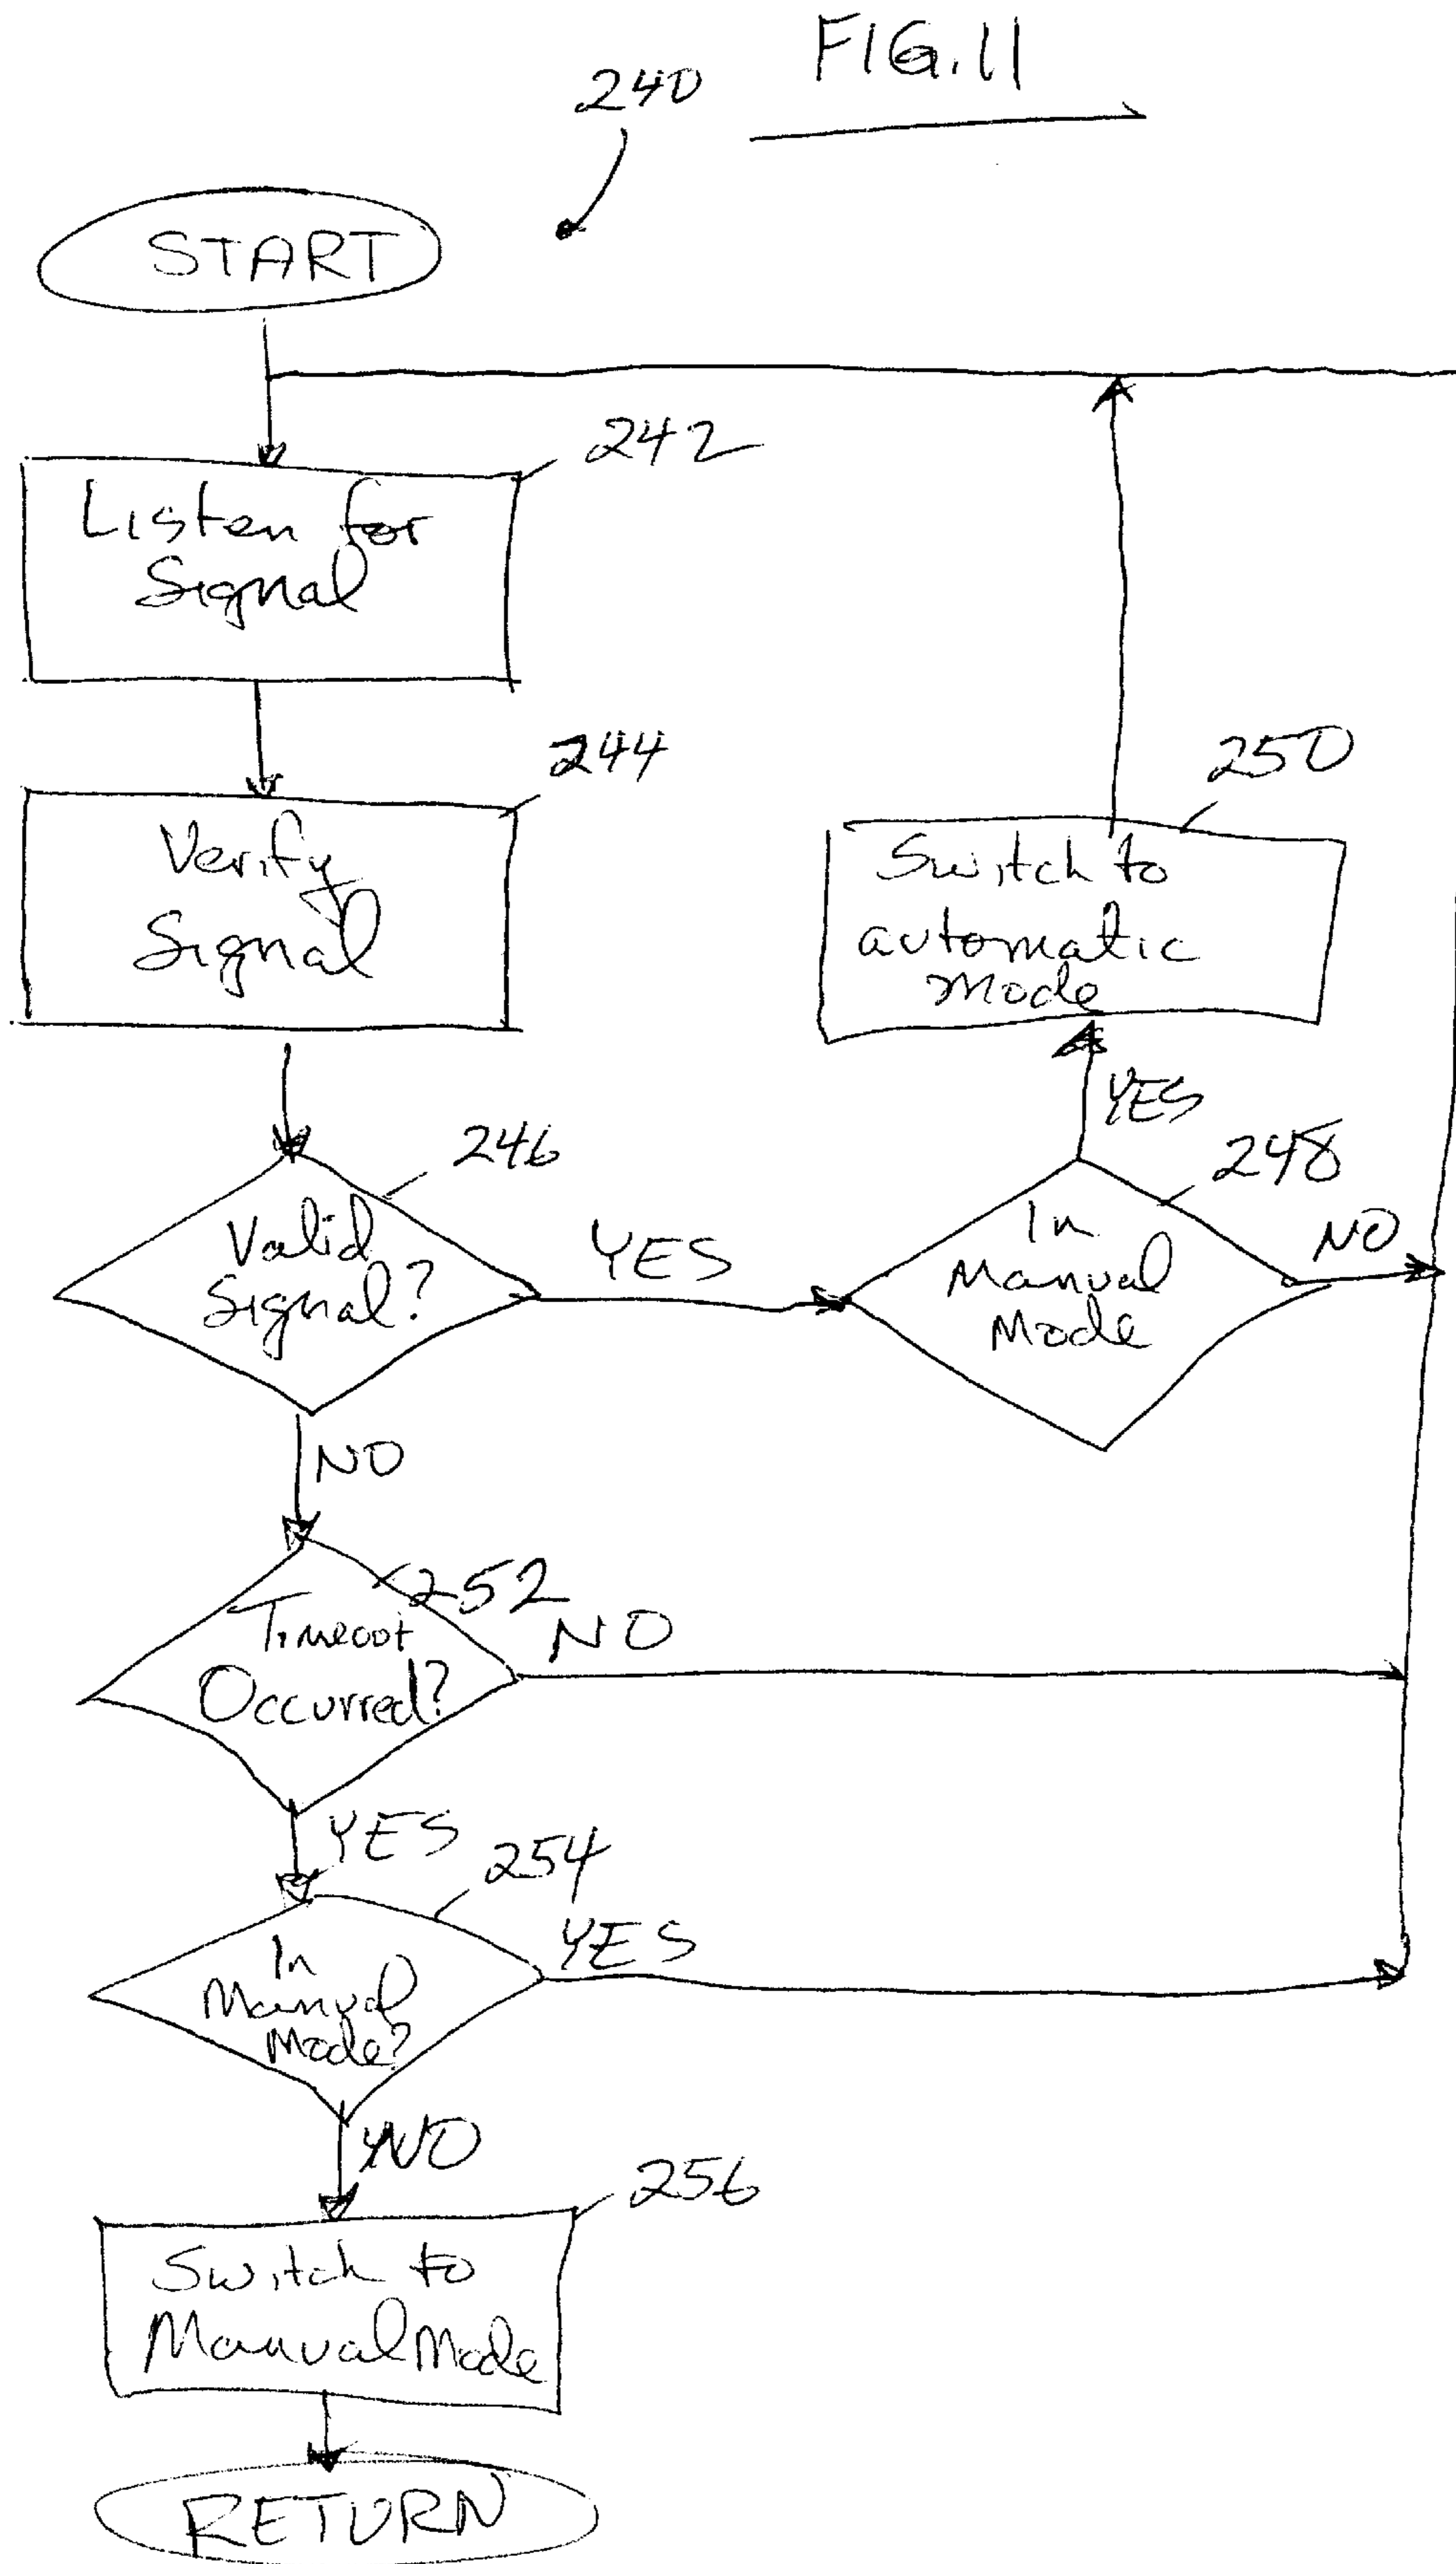 FIG. 11
240
START
242
Listen for
Signal
244
Verify
Signal
250
Switch to
automatic
mode
YES
246
Valid
Signal?
YES
248
In
Manual
Mode
NO
NO
252
Timeout
Occurred?
NO
YES
254
In
Manual
Mode?
YES
NO
256
Switch to
Manual Mode
RETURN